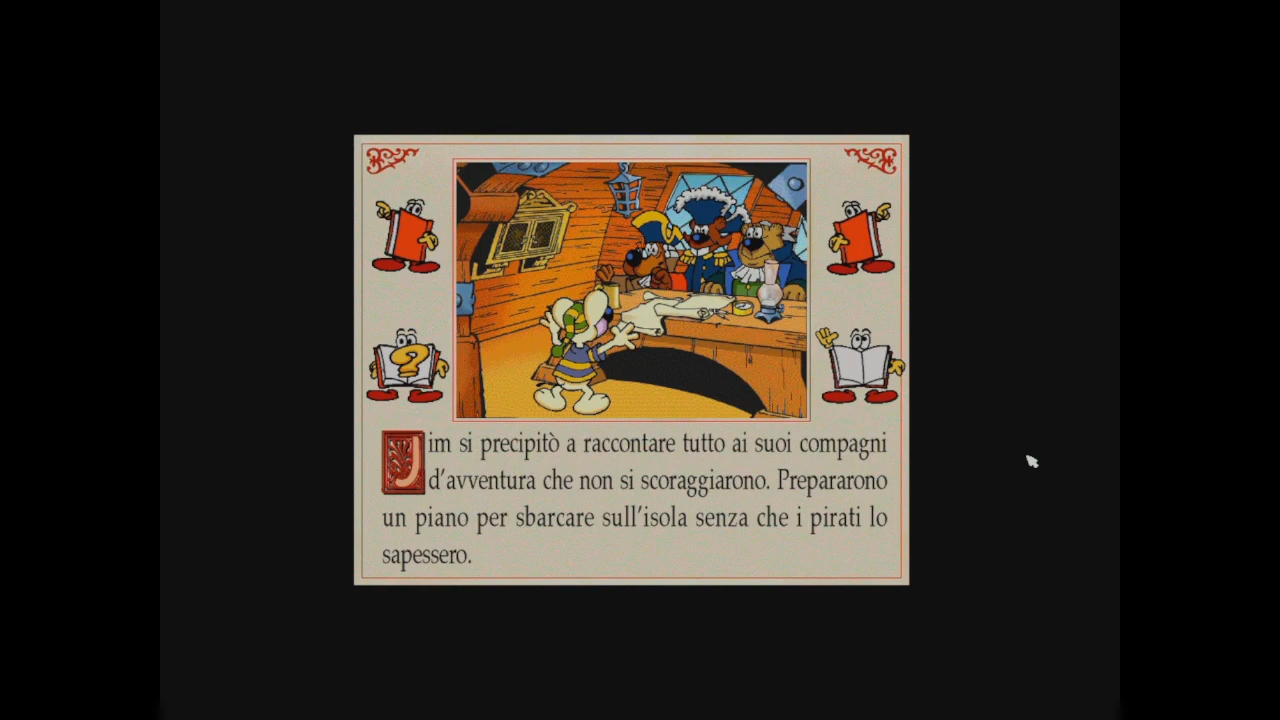 Jim si precipitò a raccontare tutto ai suoi compagni
d'avventura che non si scoraggiarono. Prepararono
un piano per sbarcare sull'isola senza che i pirati lo
sapessero.